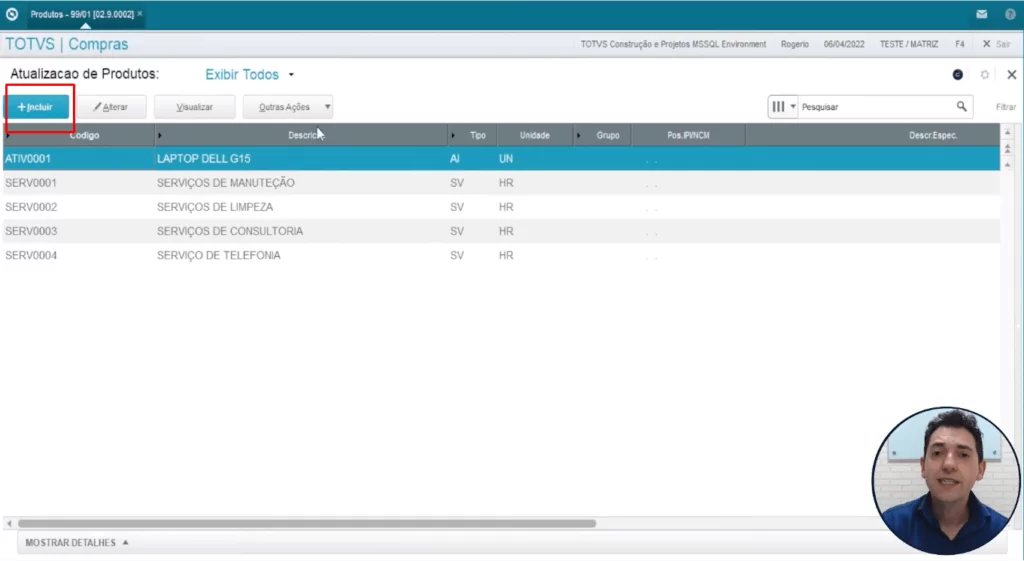 Produtos - 99/01 [02.9.0002] ×
TOTVS | Compras
TOTVS Construção e Projetos MSSQL Environment Rogerio 06/04/2022 TESTE / MATRIZ F4 X Sair
Atualizacao de Produtos: Exibir Todos
+ Incluir Alterar Visualizar Outras Ações Pesquisar Filtrar
Codigo Descricao Tipo Unidade Grupo Pos.IPI/NCM Descr.Espec.
ATIV0001 LAPTOP DELL G15 AI UN . .
SERV0001 SERVIÇOS DE MANUTEÇÃO SV HR . .
SERV0002 SERVIÇOS DE LIMPEZA SV HR . .
SERV0003 SERVIÇOS DE CONSULTORIA SV HR . .
SERV0004 SERVIÇO DE TELEFONIA SV HR . .
MOSTRAR DETALHES